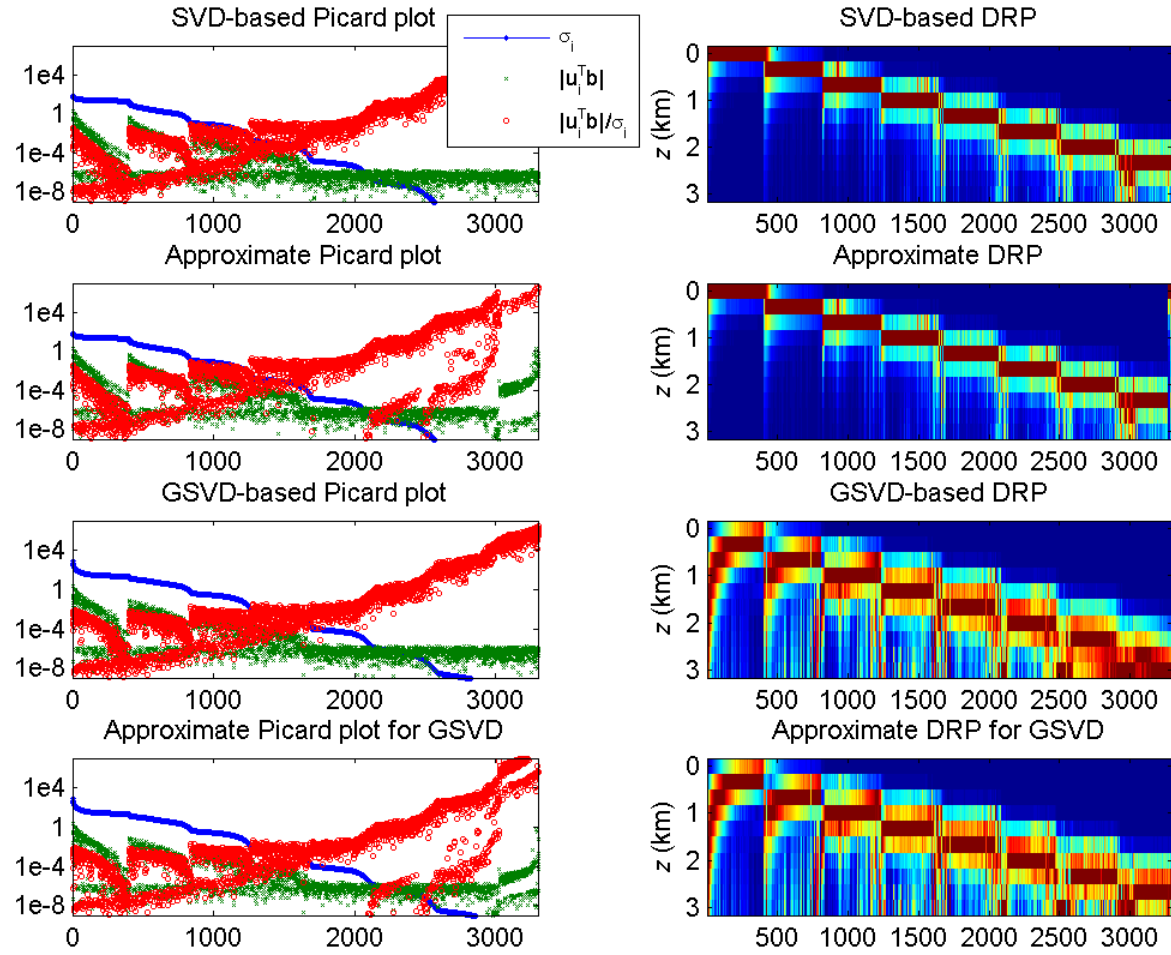 SVD-based Picard plot
σi
|uiTb|
|uiTb|/σi
1e4
1
1e-4
1e-8
0 1000 2000 3000
SVD-based DRP
z (km)
0
1
2
3
500 1000 1500 2000 2500 3000
Approximate Picard plot
1e4
1
1e-4
1e-8
0 1000 2000 3000
Approximate DRP
z (km)
0
1
2
3
500 1000 1500 2000 2500 3000
GSVD-based Picard plot
1e4
1
1e-4
1e-8
0 1000 2000 3000
GSVD-based DRP
z (km)
0
1
2
3
500 1000 1500 2000 2500 3000
Approximate Picard plot for GSVD
1e4
1
1e-4
1e-8
0 1000 2000 3000
Approximate DRP for GSVD
z (km)
0
1
2
3
500 1000 1500 2000 2500 3000